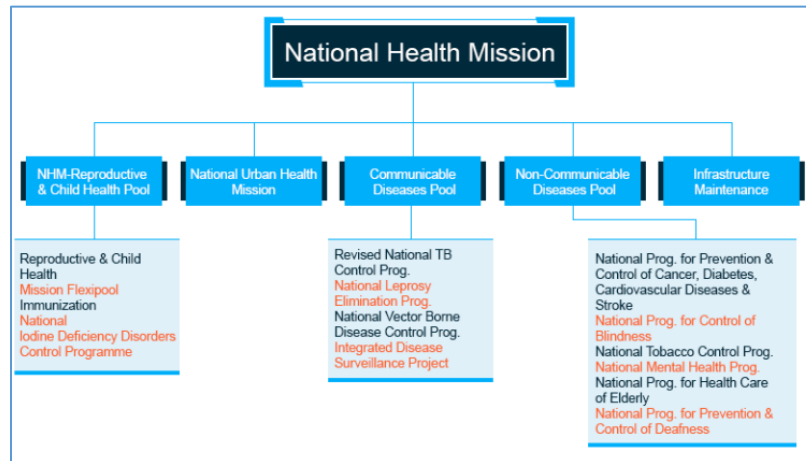 National Health Mission
NHM-Reproductive
& Child Health Pool
National Urban Health
Mission
Communicable
Diseases Pool
Non-Communicable
Diseases Pool
Infrastructure
Maintenance
Reproductive & Child
Health
Mission Flexipool
Immunization
National
Iodine Deficiency Disorders
Control Programme
Revised National TB
Control Prog.
National Leprosy
Elimination Prog.
National Vector Borne
Disease Control Prog.
Integrated Disease
Surveillance Project
National Prog. for Prevention &
Control of Cancer, Diabetes,
Cardiovascular Diseases &
Stroke
National Prog. for Control of
Blindness
National Tobacco Control Prog.
National Mental Health Prog.
National Prog. for Health Care
of Elderly
National Prog. for Prevention &
Control of Deafness